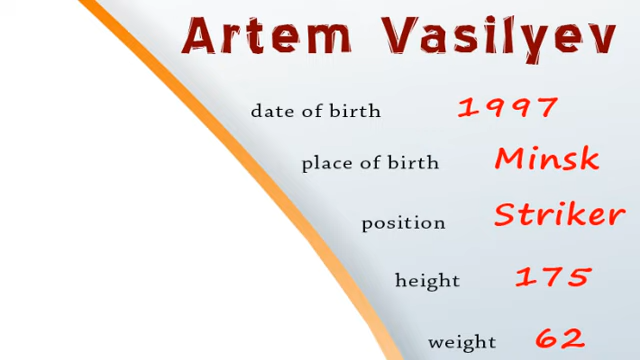 Artem Vasilyev
date of birth 1997
place of birth Minsk
position Striker
height 175
weight 62